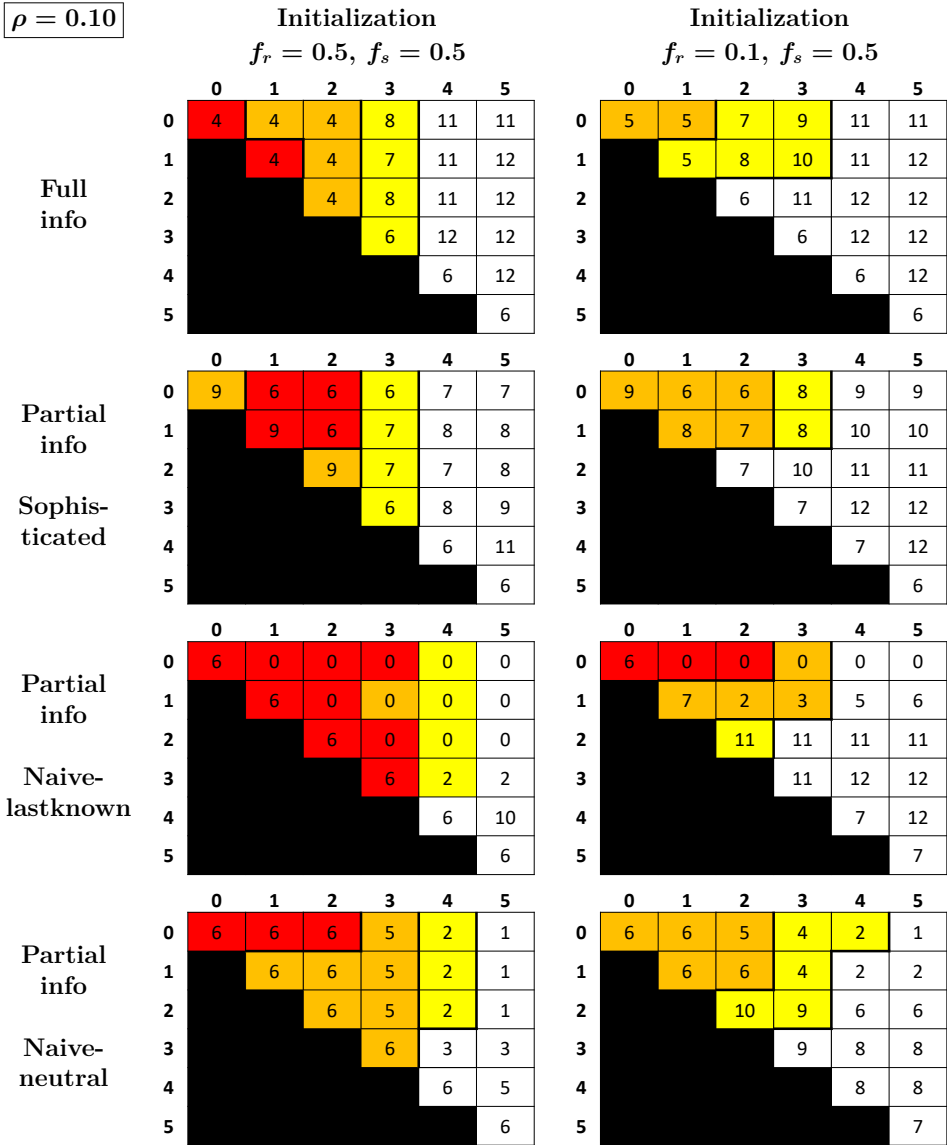 ρ = 0.10
Initialization Initialization
f_r = 0.5, f_s = 0.5 f_r = 0.1, f_s = 0.5
Full
info
0 1 2 3 4 5 0 1 2 3 4 5
0 4 4 4 8 11 11 0 5 5 7 9 11 11
1 4 4 7 11 12 1 5 8 10 11 12
2 4 8 11 12 2 6 11 12 12
3 6 12 12 3 6 12 12
4 6 12 4 6 12
5 6 5 6
Partial
info
Sophis-
ticated
0 1 2 3 4 5 0 1 2 3 4 5
0 9 6 6 6 7 7 0 9 6 6 8 9 9
1 9 6 7 8 8 1 8 7 8 10 10
2 9 7 7 8 2 7 10 11 11
3 6 8 9 3 7 12 12
4 6 11 4 7 12
5 6 5 6
Partial
info
Naive-
lastknown
0 1 2 3 4 5 0 1 2 3 4 5
0 6 0 0 0 0 0 0 6 0 0 0 0 0
1 6 0 0 0 0 1 7 2 3 5 6
2 6 0 0 0 2 11 11 11 11
3 6 2 2 3 11 12 12
4 6 10 4 7 12
5 6 5 7
Partial
info
Naive-
neutral
0 1 2 3 4 5 0 1 2 3 4 5
0 6 6 6 5 2 1 0 6 6 5 4 2 1
1 6 6 5 2 1 1 6 6 4 2 2
2 6 5 2 1 2 10 9 6 6
3 6 3 3 3 9 8 8
4 6 5 4 8 8
5 6 5 7